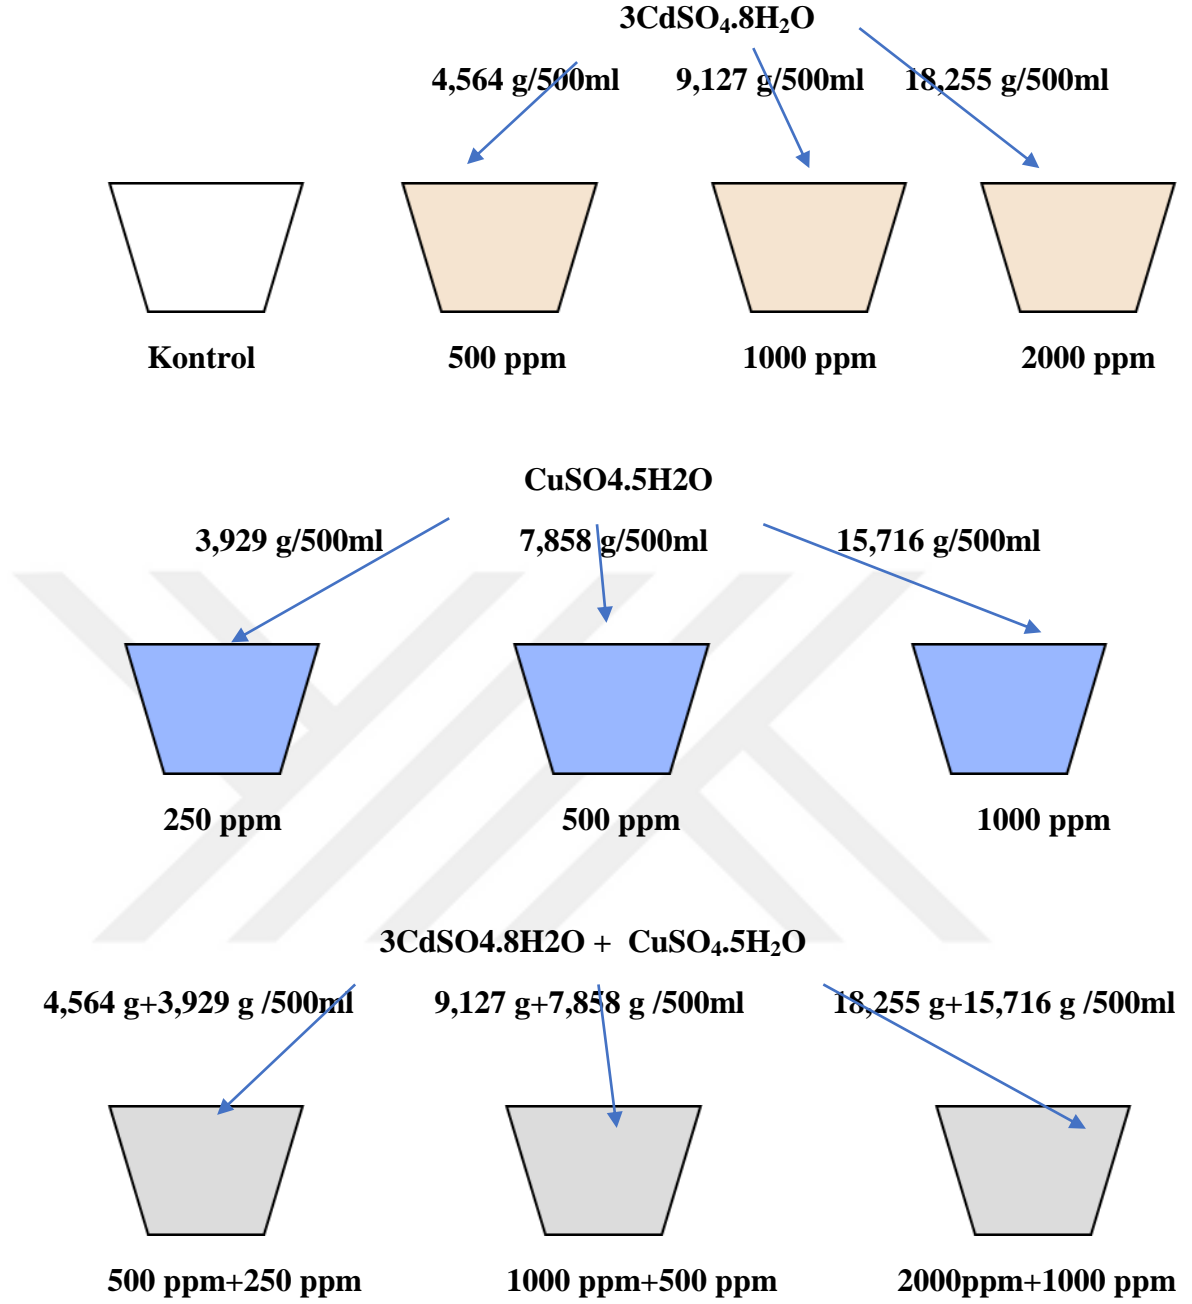 3CdSO₄.8H₂O
4,564 g/500ml 9,127 g/500ml 18,255 g/500ml
Kontrol 500 ppm 1000 ppm 2000 ppm
CuSO4.5H2O
3,929 g/500ml 7,858 g/500ml 15,716 g/500ml
250 ppm 500 ppm 1000 ppm
3CdSO4.8H2O + CuSO₄.5H₂O
4,564 g+3,929 g /500ml 9,127 g+7,858 g /500ml 18,255 g+15,716 g /500ml
500 ppm+250 ppm 1000 ppm+500 ppm 2000ppm+1000 ppm